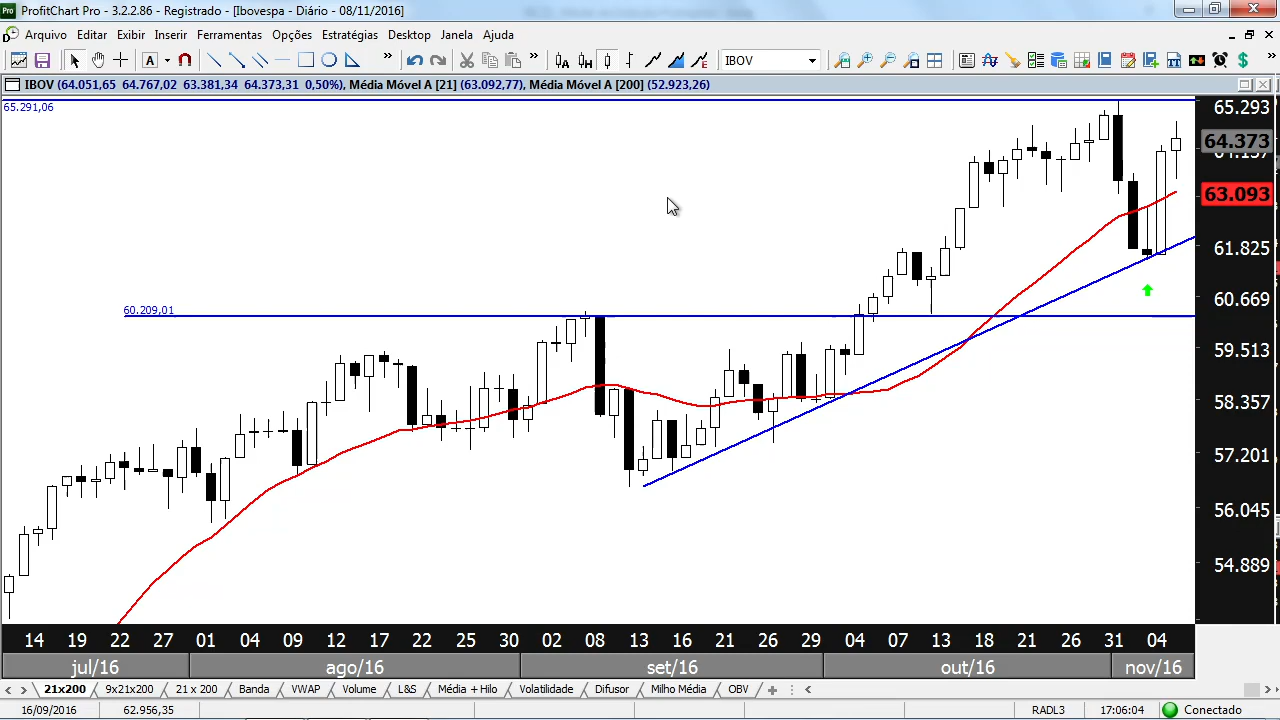 ProfitChart Pro - 3.2.2.86 - Registrado - [Ibovespa - Diário - 08/11/2016]
Arquivo Editar Exibir Inserir Ferramentas Opções Estratégias Desktop Janela Ajuda
A IBOV
IBOV (64.051,65 64.767,02 63.381,34 64.373,31 0,50%), Média Móvel A [21] (63.092,77), Média Móvel A [200] (52.923,26)
65.291,06
65.293
64.373
63.093
61.825
60.209,01
60.669
59.513
58.357
57.201
56.045
54.889
14 19 22 27 01 04 09 12 17 22 25 30 02 08 13 16 21 26 29 04 07 13 18 21 26 31 04
jul/16 ago/16 set/16 out/16 nov/16
21x200 9x21x200 21 x 200 Banda VWAP Volume L&S Média + Hilo Volatilidade Difusor Milho Média OBV
16/09/2016 62.956,35 RADL3 17:06:04 Conectado